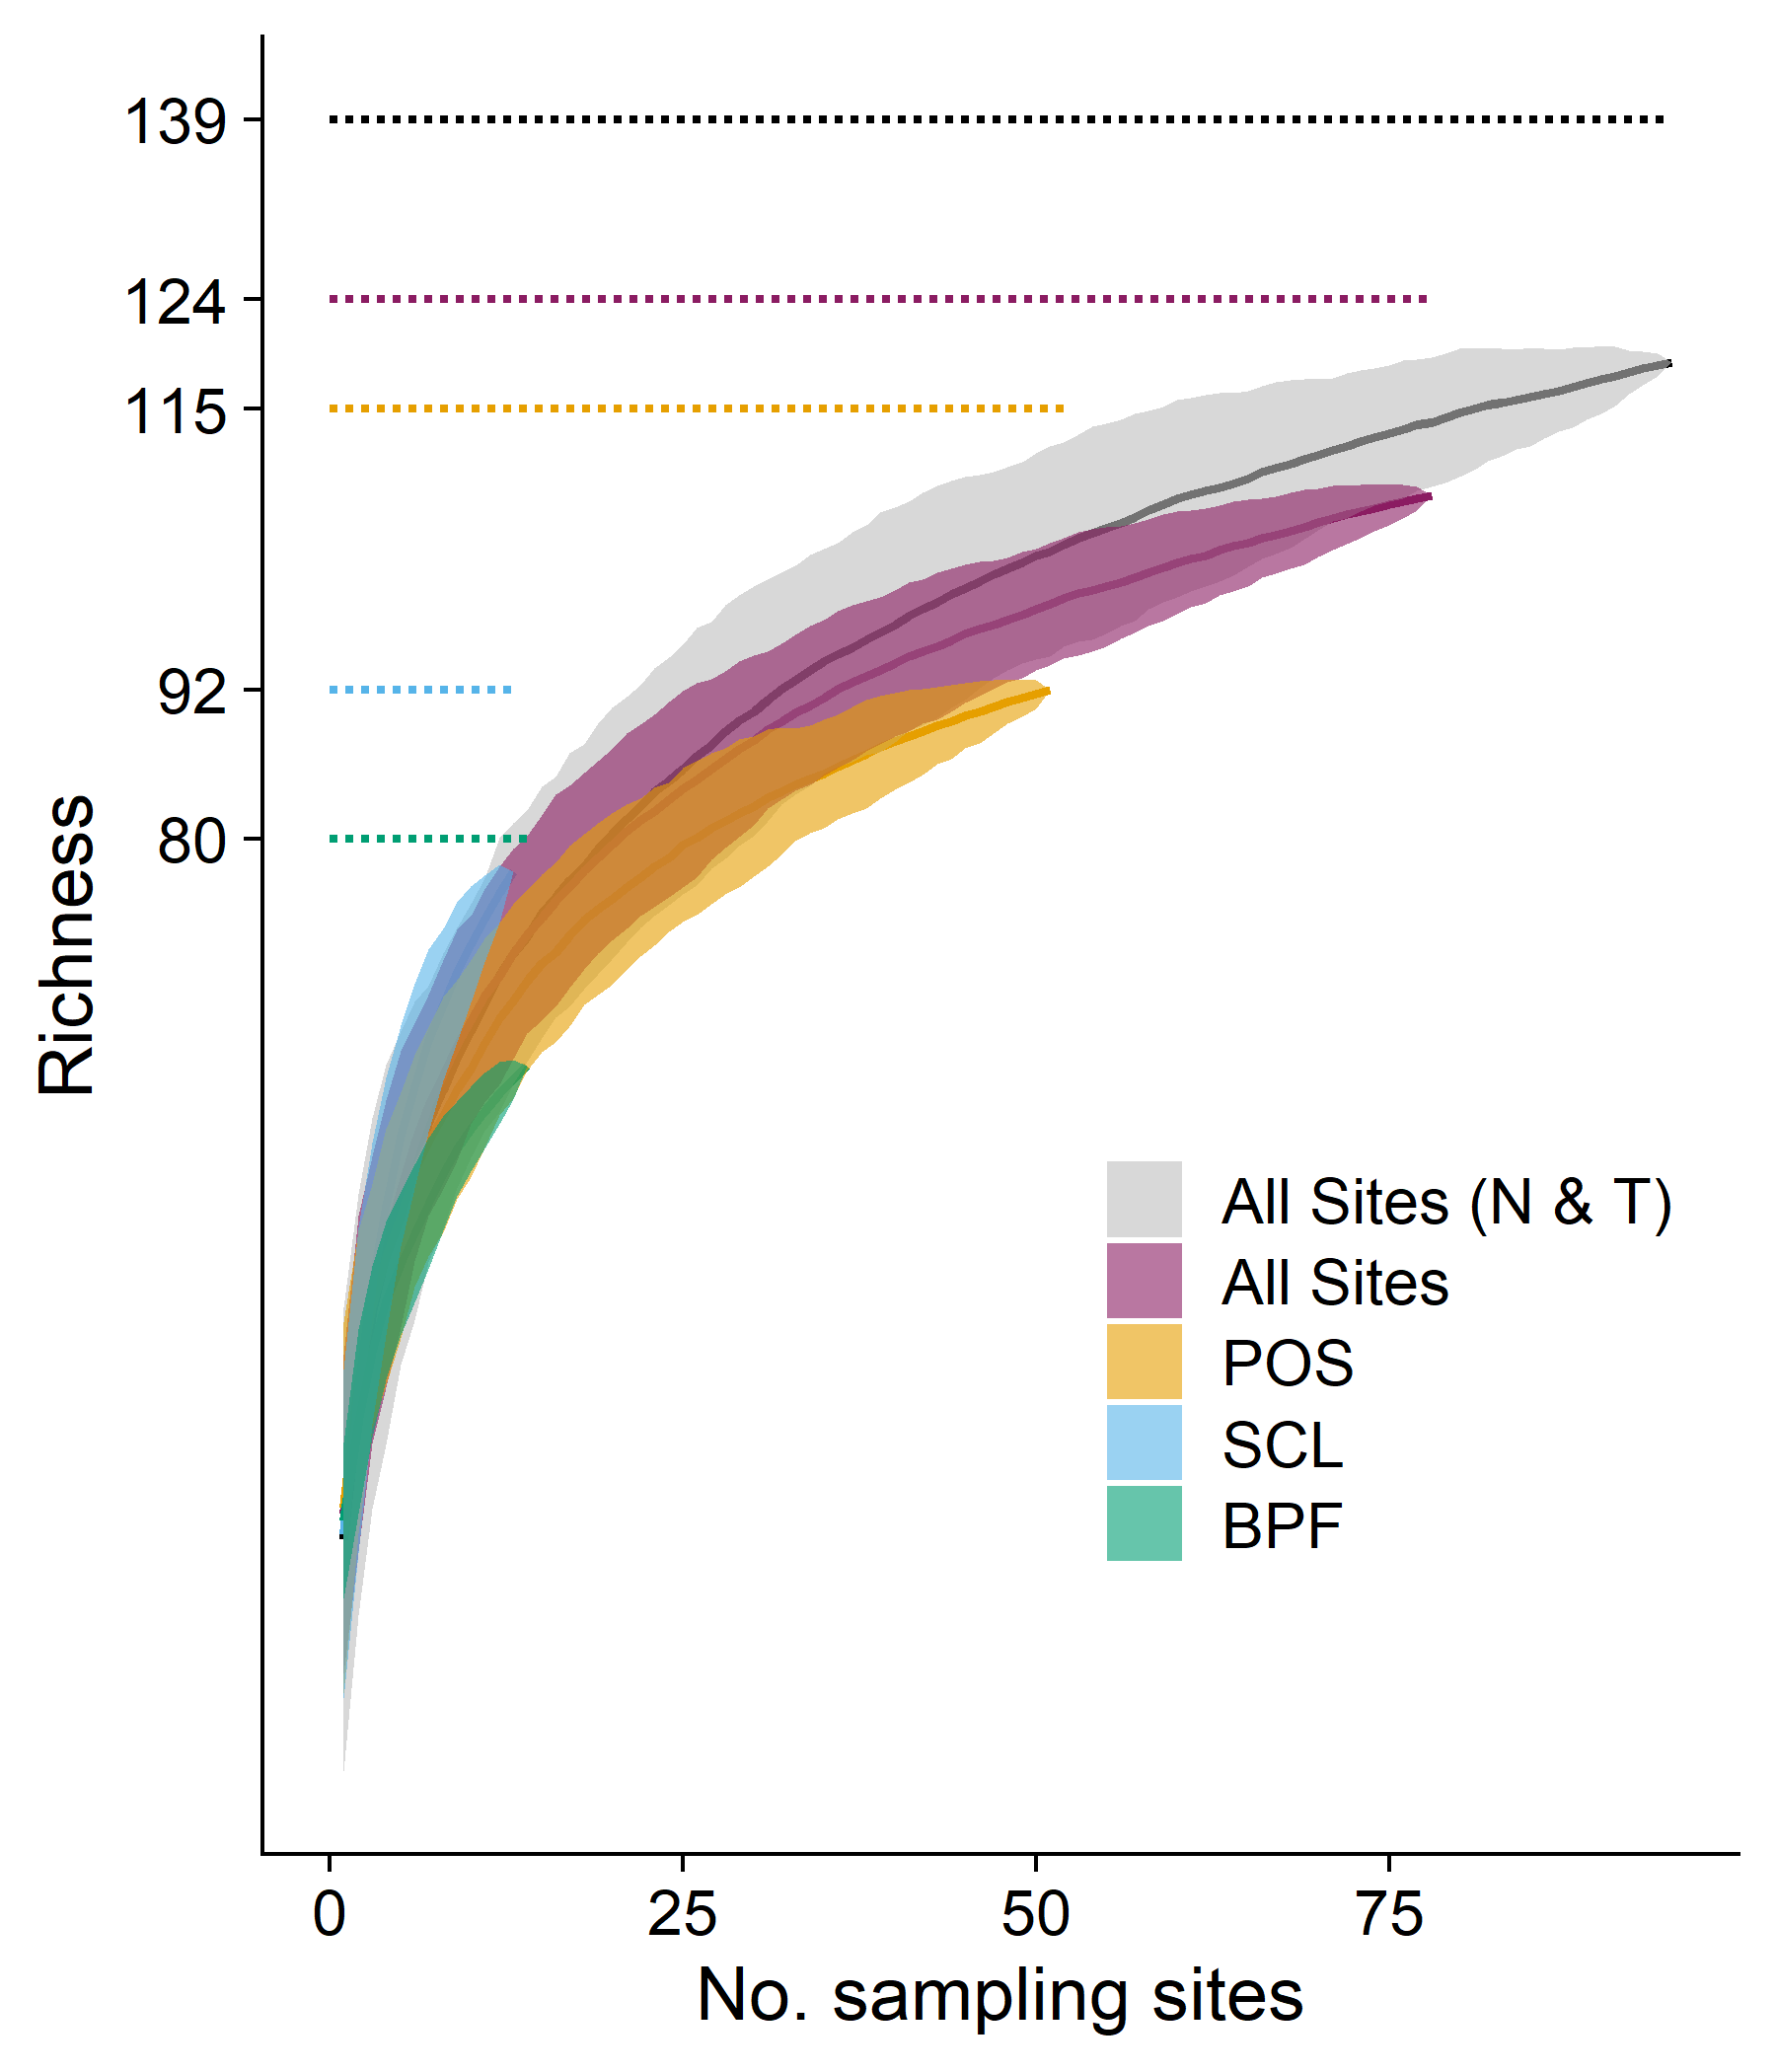 139
124
115
92
80
Richness
All Sites (N & T)
All Sites
POS
SCL
BPF
0 25 50 75
No. sampling sites